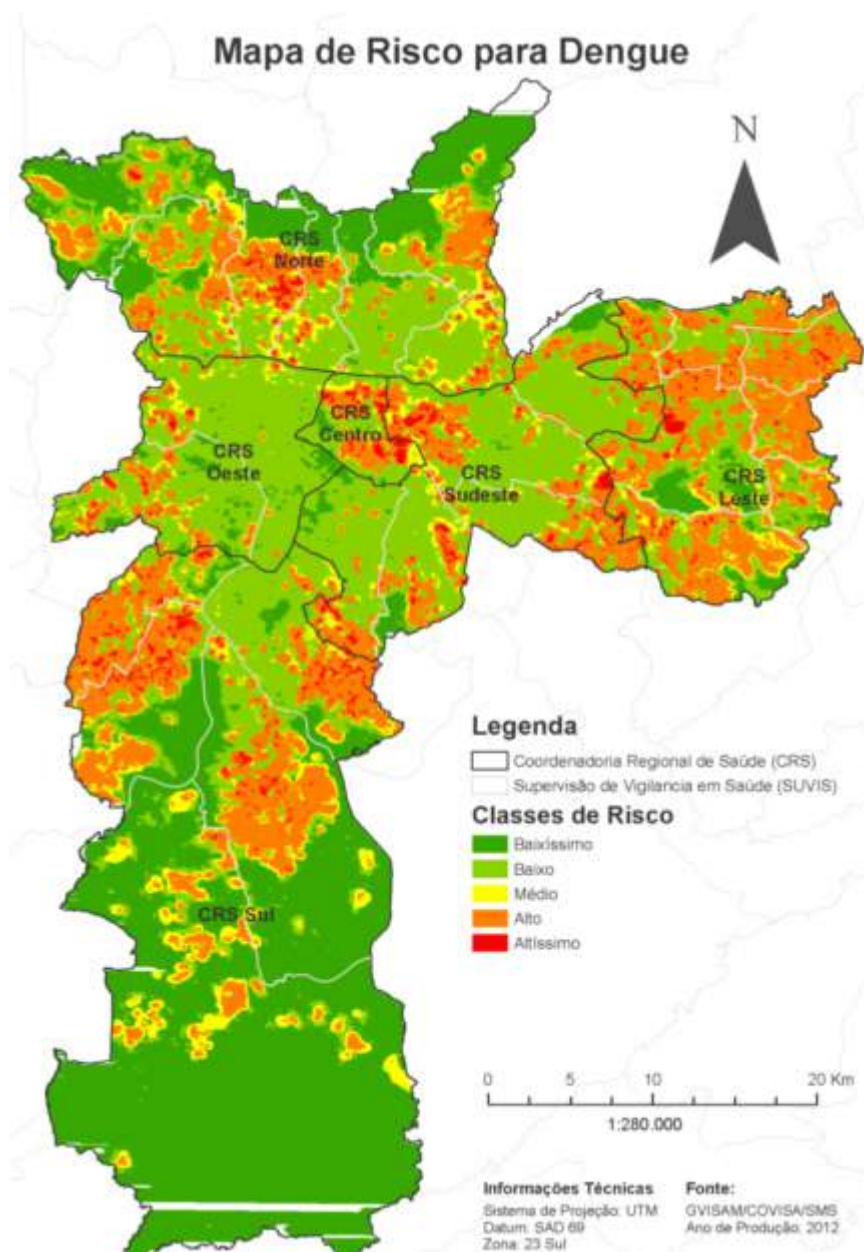 Mapa de Risco para Dengue
N
CRS
Norte
CRS
Centro
CRS
Oeste
CRS
Sudeste
CRS
Leste
CRS Sul
Legenda
Coordenadoria Regional de Saúde (CRS)
Supervisão de Vigilancia em Saúde (SUVIS)
Classes de Risco
Baixíssimo
Baixo
Médio
Alto
Altíssimo
0 5 10 20 Km
1:280.000
Informações Técnicas
Sistema de Projeção: UTM
Datum: SAD 69
Zona: 23 Sul
Fonte:
GVISAM/COVISA/SMS
Ano de Produção: 2012